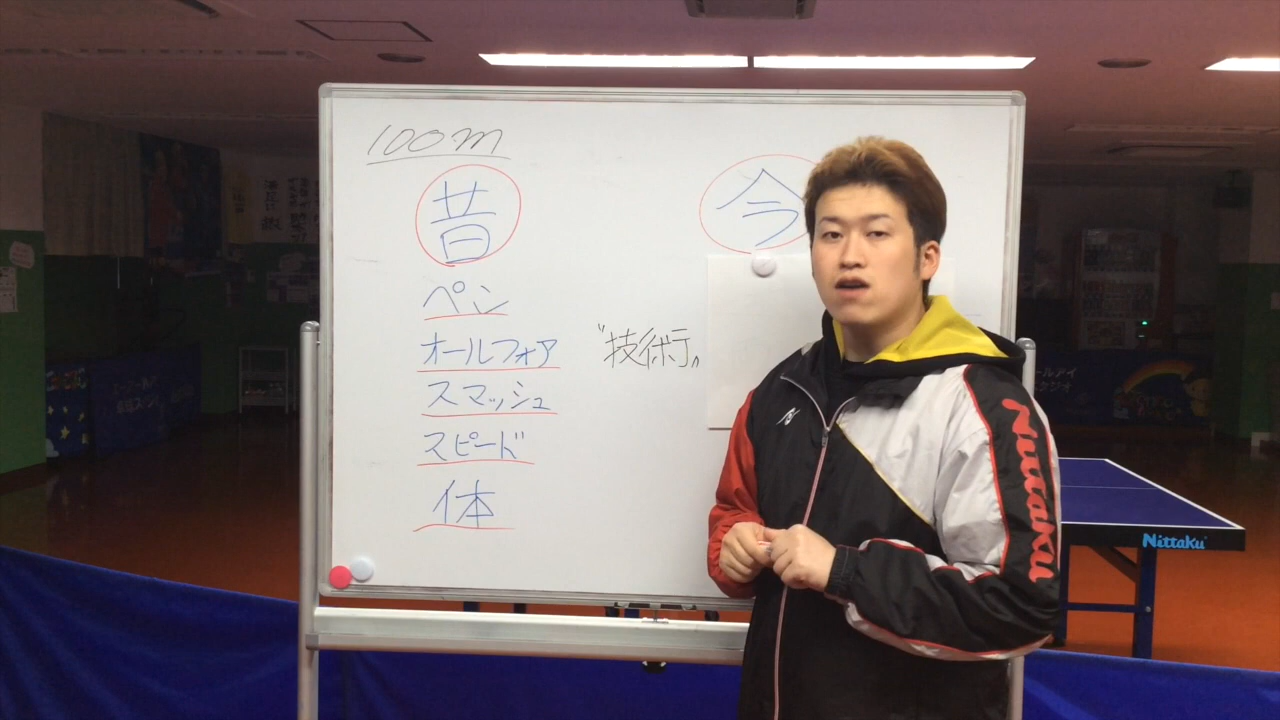 100m
昔
今
ペン
オールフォア
"技術"
スマッシュ
スピード
体
Nittaku
Nittaku